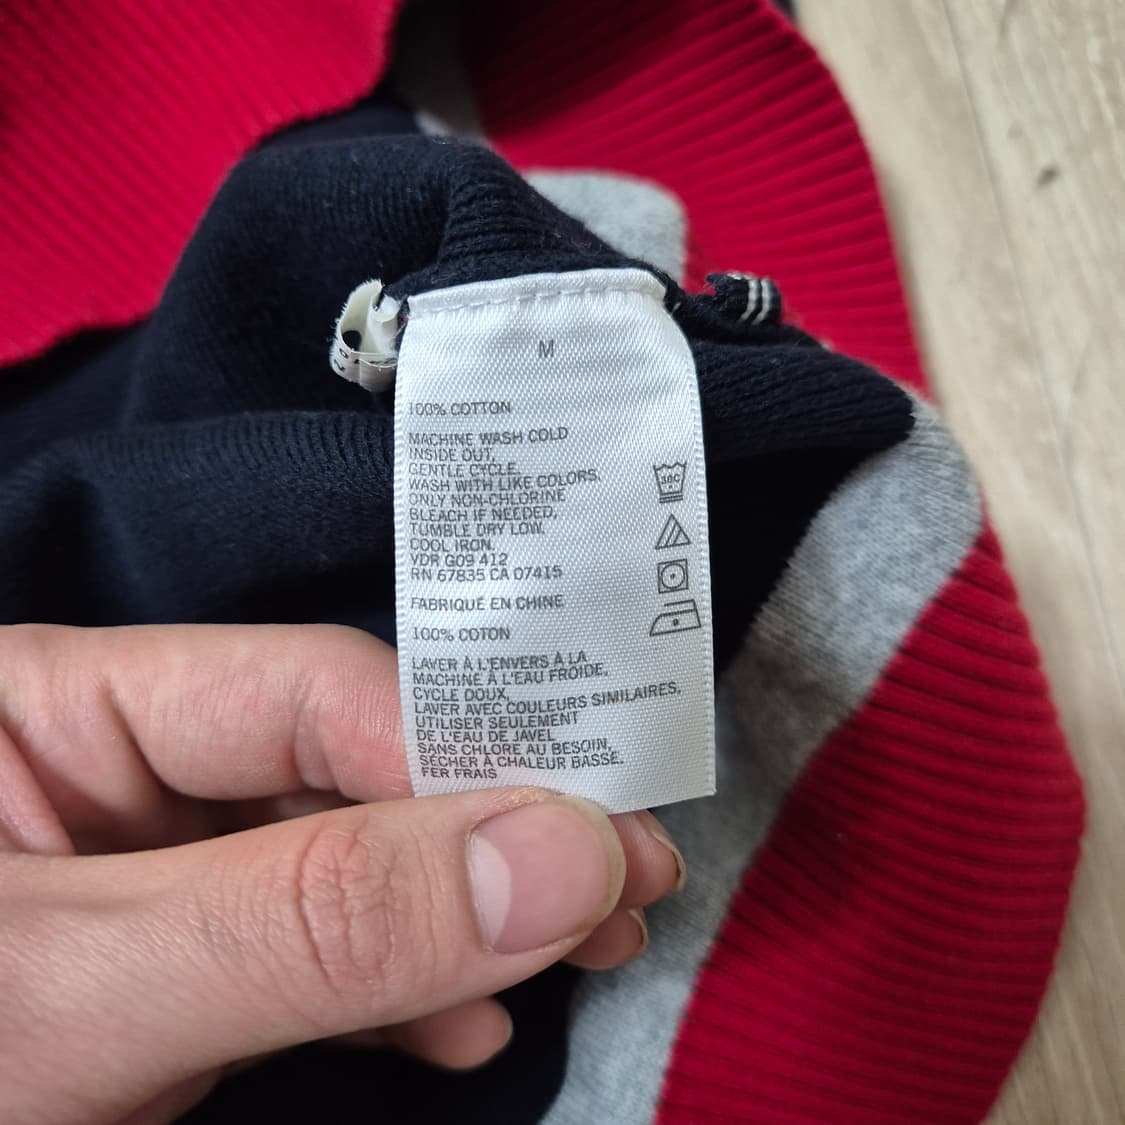 M
100% COTTON
MACHINE WASH COLD
INSIDE OUT,
GENTLE CYCLE.
WASH WITH LIKE COLORS,
ONLY NON-CHLORINE
BLEACH IF NEEDED,
TUMBLE DRY LOW.
COOL IRON.
VDR G09 412
RN 67835 CA 07415
FABRIQUÉ EN CHINE
100% COTON
LAVER À L'ENVERS À LA
MACHINE À L'EAU FROIDE,
CYCLE DOUX,
LAVER AVEC COULEURS SIMILAIRES,
UTILISER SEULEMENT
DE L'EAU DE JAVEL
SANS CHLORE AU BESOIN,
SÉCHER À CHALEUR BASSE.
FER FRAIS
30C